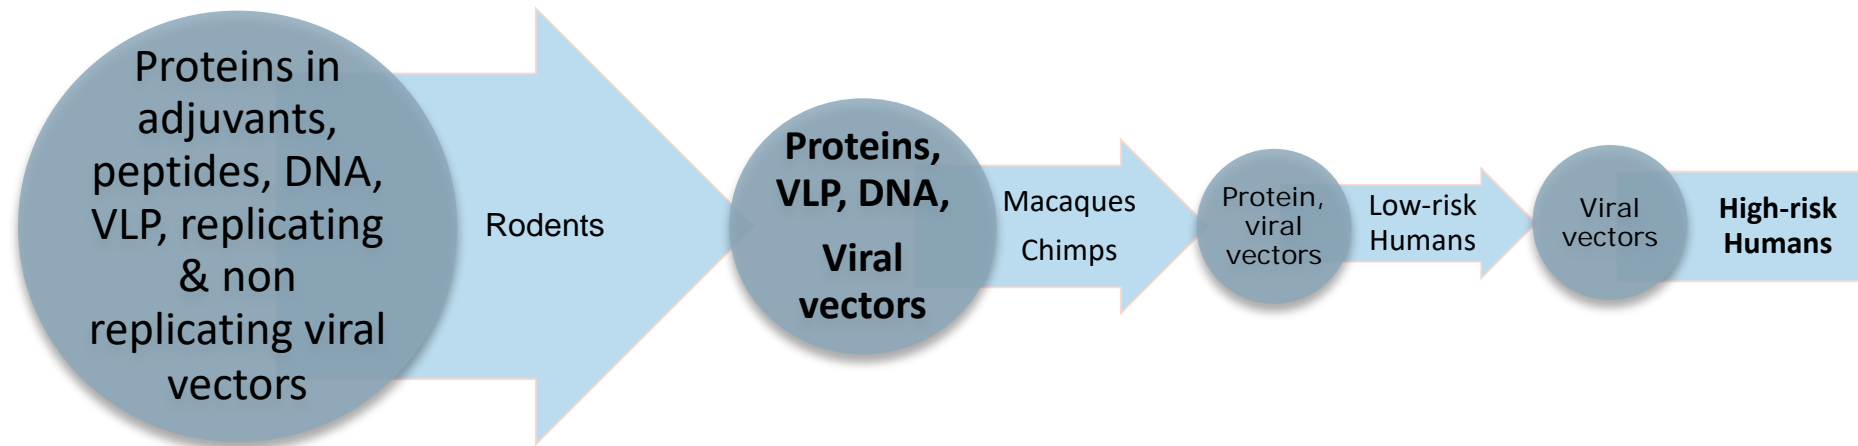 Proteins in
adjuvants,
peptides, DNA,
VLP, replicating
& non
replicating viral
vectors
Rodents
Proteins,
VLP, DNA,
Viral
vectors
Macaques
Chimps
Protein,
viral
vectors
Low-risk
Humans
Viral
vectors
High-risk
Humans